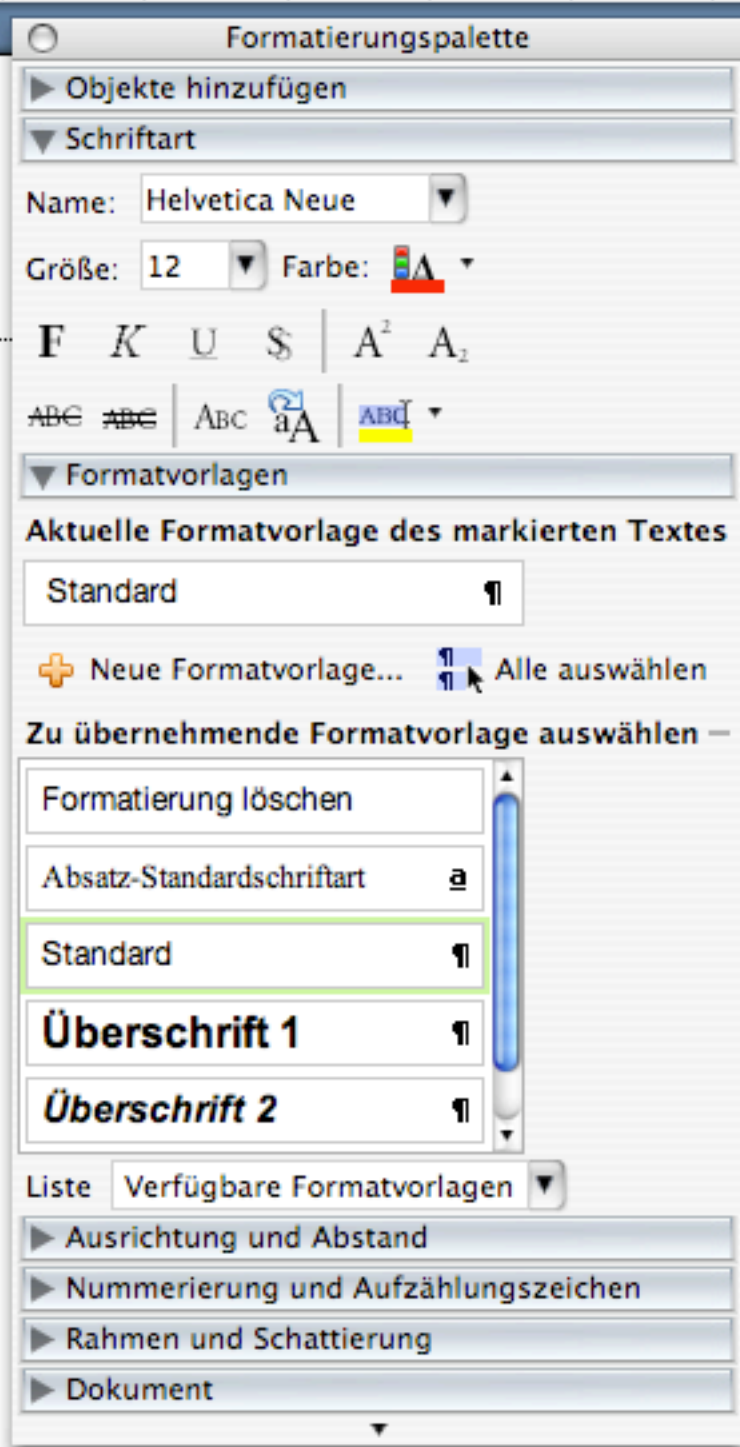 Formatierungspalette
Objekte hinzufügen
Schriftart
Name: Helvetica Neue
Größe: 12 Farbe: A
F K U S A2 A2
ABC ABC ABC aA ABC
Formatvorlagen
Aktuelle Formatvorlage des markierten Textes
Standard ¶
Neue Formatvorlage... ¶ ¶ Alle auswählen
Zu übernehmende Formatvorlage auswählen
Formatierung löschen
Absatz-Standardschriftart a
Standard ¶
Überschrift 1 ¶
Überschrift 2 ¶
Liste Verfügbare Formatvorlagen
Ausrichtung und Abstand
Nummerierung und Aufzählungszeichen
Rahmen und Schattierung
Dokument